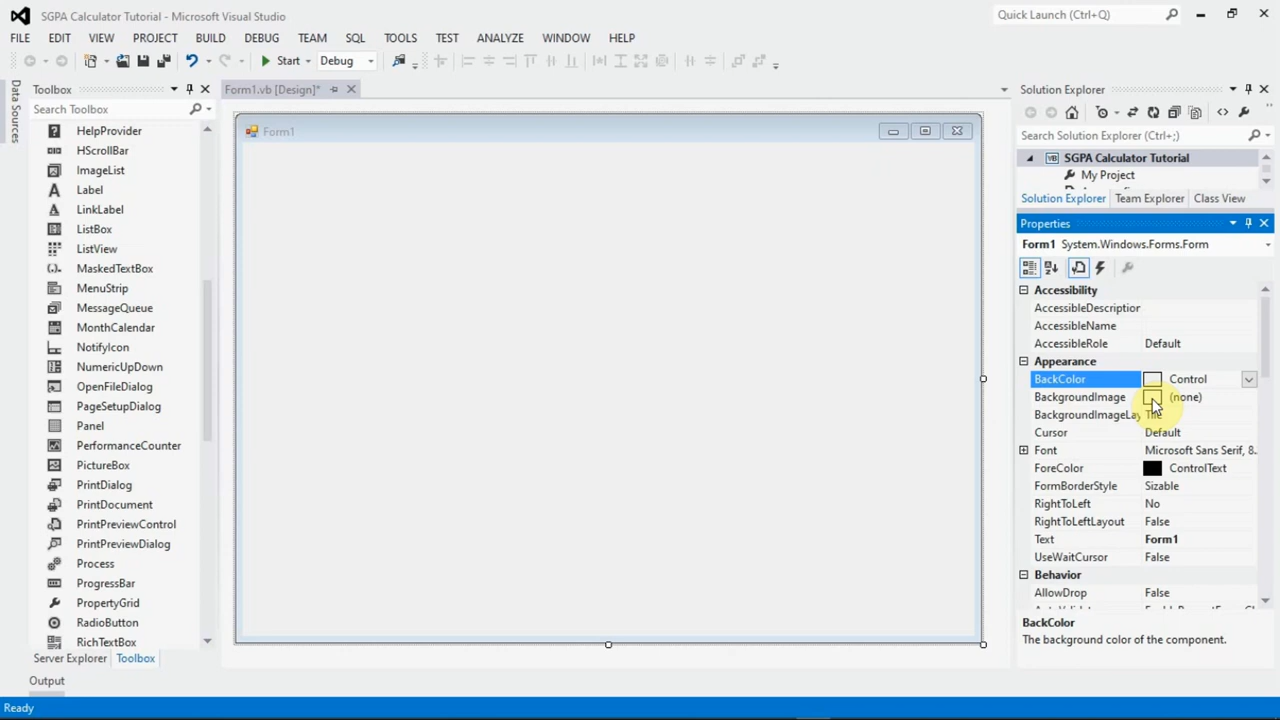 SGPA Calculator Tutorial - Microsoft Visual Studio
Quick Launch (Ctrl+Q)
FILE EDIT VIEW PROJECT BUILD DEBUG TEAM SQL TOOLS TEST ANALYZE WINDOW HELP
Start Debug
Data Sources
Toolbox
Search Toolbox
HelpProvider
HScrollBar
ImageList
Label
LinkLabel
ListBox
ListView
MaskedTextBox
MenuStrip
MessageQueue
MonthCalendar
NotifyIcon
NumericUpDown
OpenFileDialog
PageSetupDialog
Panel
PerformanceCounter
PictureBox
PrintDialog
PrintDocument
PrintPreviewControl
PrintPreviewDialog
Process
ProgressBar
PropertyGrid
RadioButton
RichTextBox
Server Explorer Toolbox
Form1.vb [Design]*
Form1
Solution Explorer
Search Solution Explorer (Ctrl+;)
VB SGPA Calculator Tutorial
My Project
Solution Explorer Team Explorer Class View
Properties
Form1 System.Windows.Forms.Form
Accessibility
AccessibleDescription
AccessibleName
AccessibleRole Default
Appearance
BackColor Control
BackgroundImage (none)
BackgroundImageLay Tile
Cursor Default
Font Microsoft Sans Serif, 8.
ForeColor ControlText
FormBorderStyle Sizable
RightToLeft No
RightToLeftLayout False
Text Form1
UseWaitCursor False
Behavior
AllowDrop False
BackColor
The background color of the component.
Output
Ready